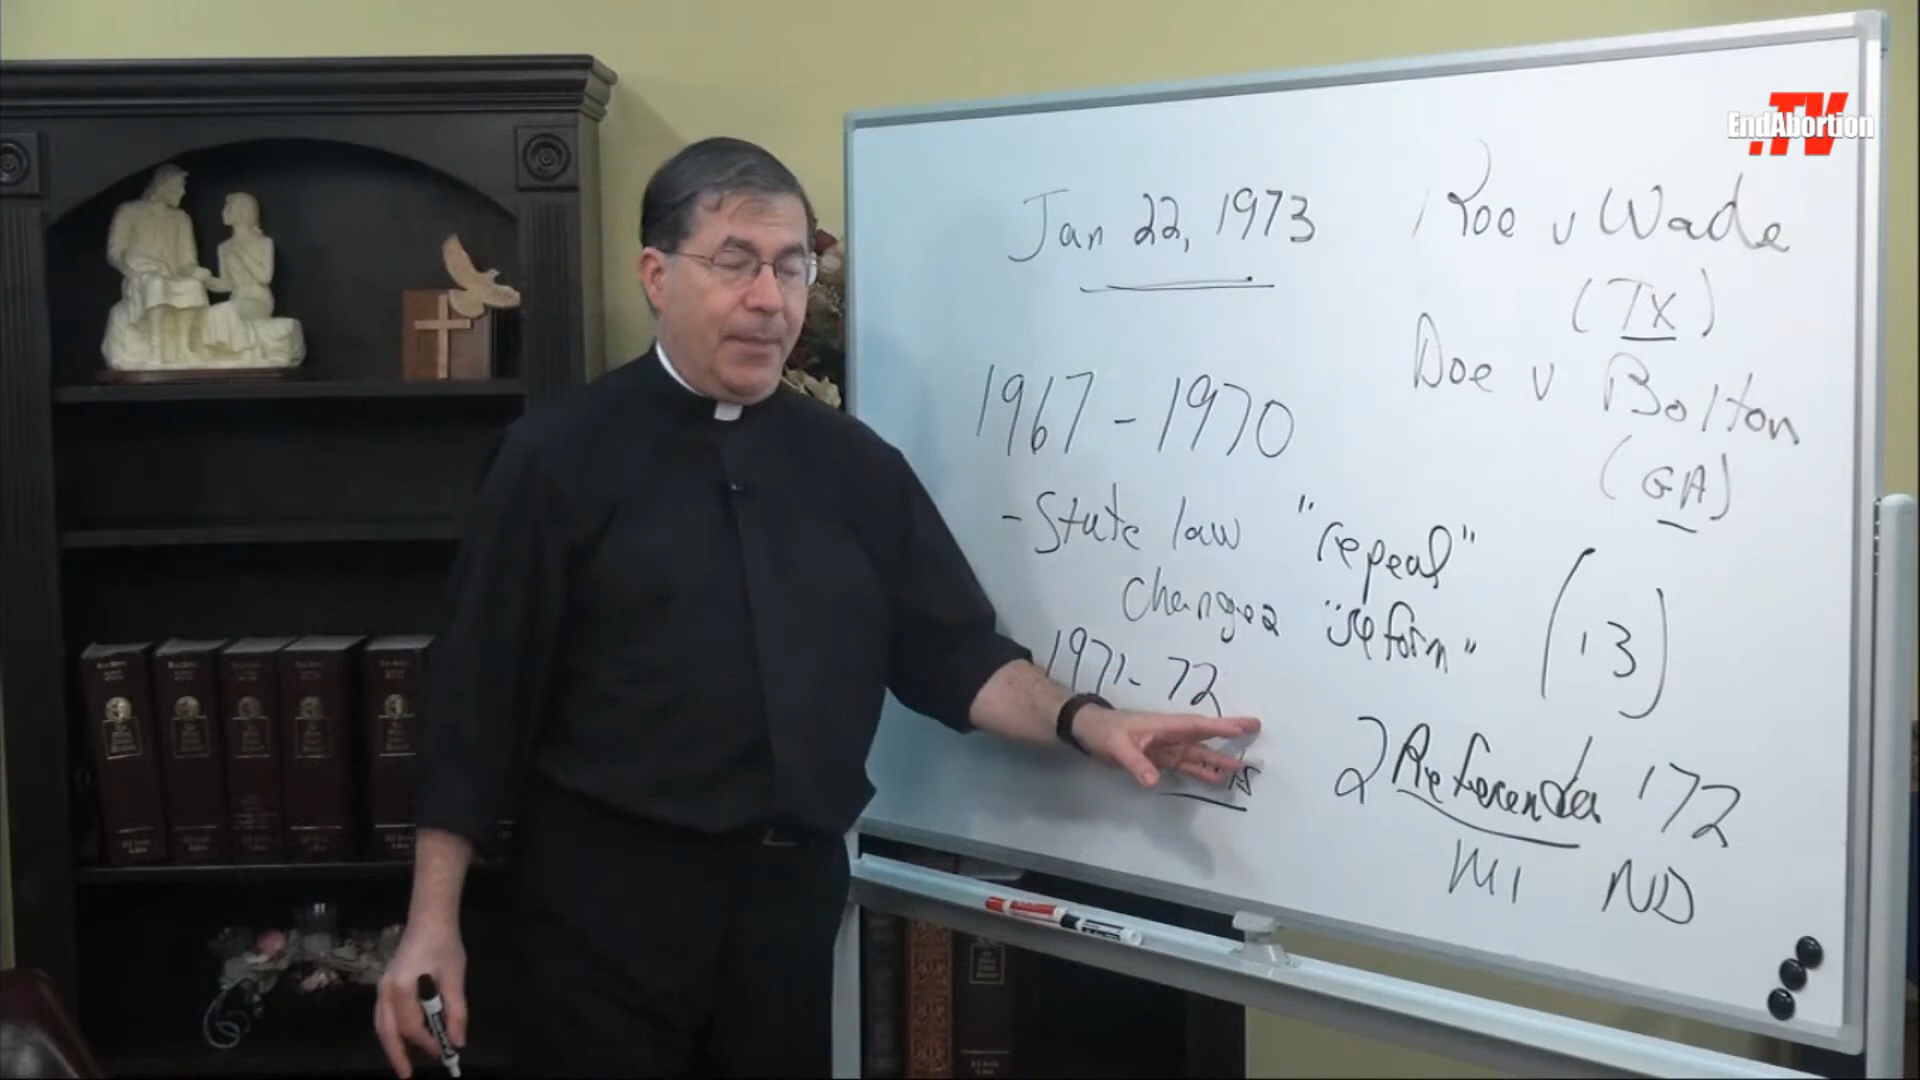 .TV
EndAbortion
Jan 22, 1973
Roe v Wade
(TX)
Doe v Bolton
(GA)
1967 - 1970
- State law "repeal"
changes "reform"
(13)
1971-72
2 Referenda '72
MI ND